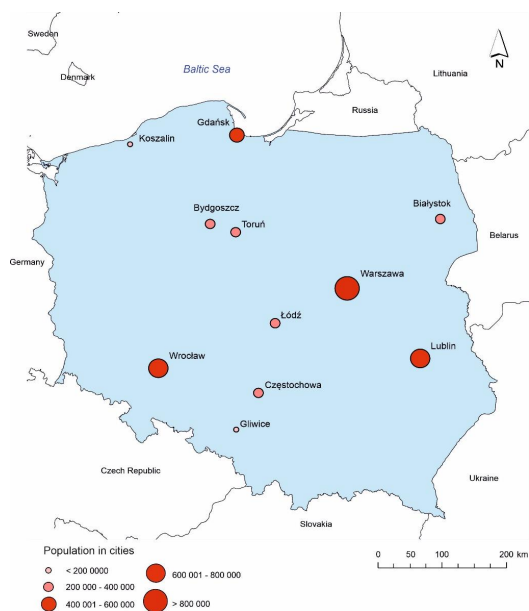 Sweden
Denmark
Baltic Sea
N
Lithuania
Russia
Gdańsk
Koszalin
Bydgoszcz
Toruń
Białystok
Belarus
Germany
Warszawa
Łódź
Wrocław
Lublin
Częstochowa
Gliwice
Czech Republic
Ukraine
Slovakia
Population in cities
< 200 0000
200 000 - 400 000
400 001 - 600 000
600 001 - 800 000
> 800 000
0 50 100 200 km